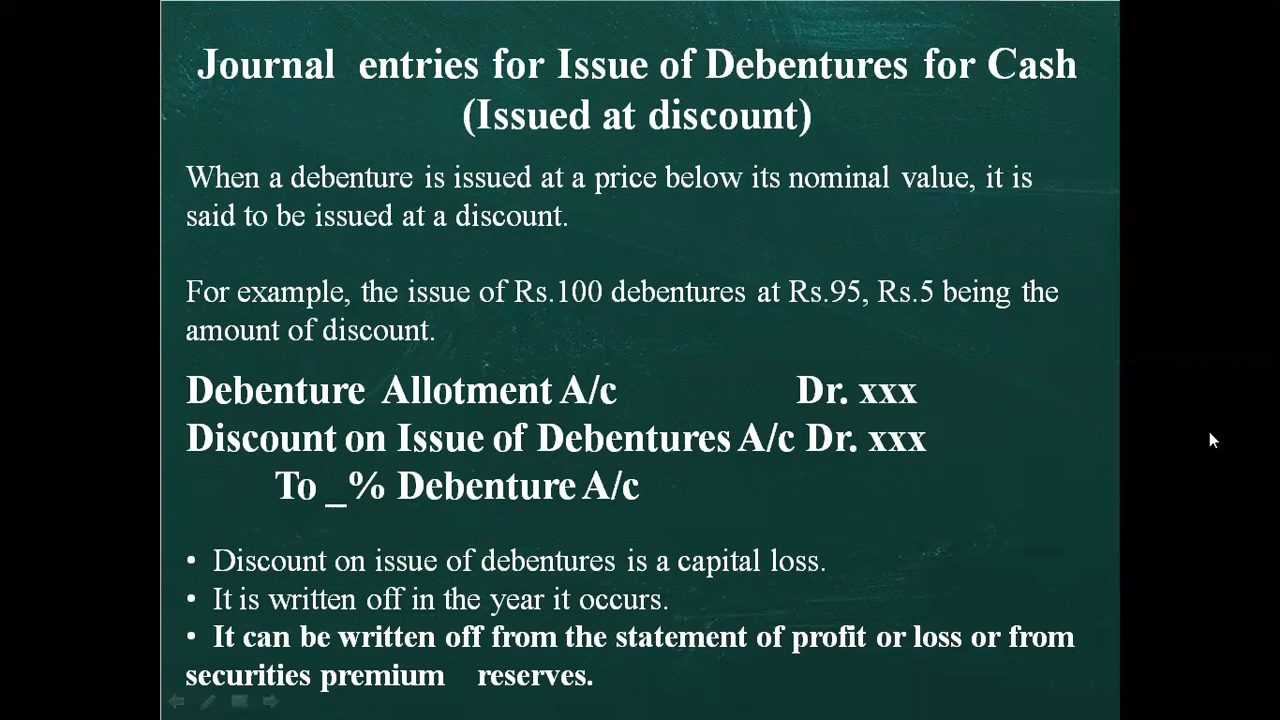 Journal entries for Issue of Debentures for Cash
(Issued at discount)
When a debenture is issued at a price below its nominal value, it is
said to be issued at a discount.
For example, the issue of Rs.100 debentures at Rs.95, Rs.5 being the
amount of discount.
Debenture Allotment A/c Dr. xxx
Discount on Issue of Debentures A/c Dr. xxx
To _% Debenture A/c
• Discount on issue of debentures is a capital loss.
• It is written off in the year it occurs.
• It can be written off from the statement of profit or loss or from
securities premium reserves.